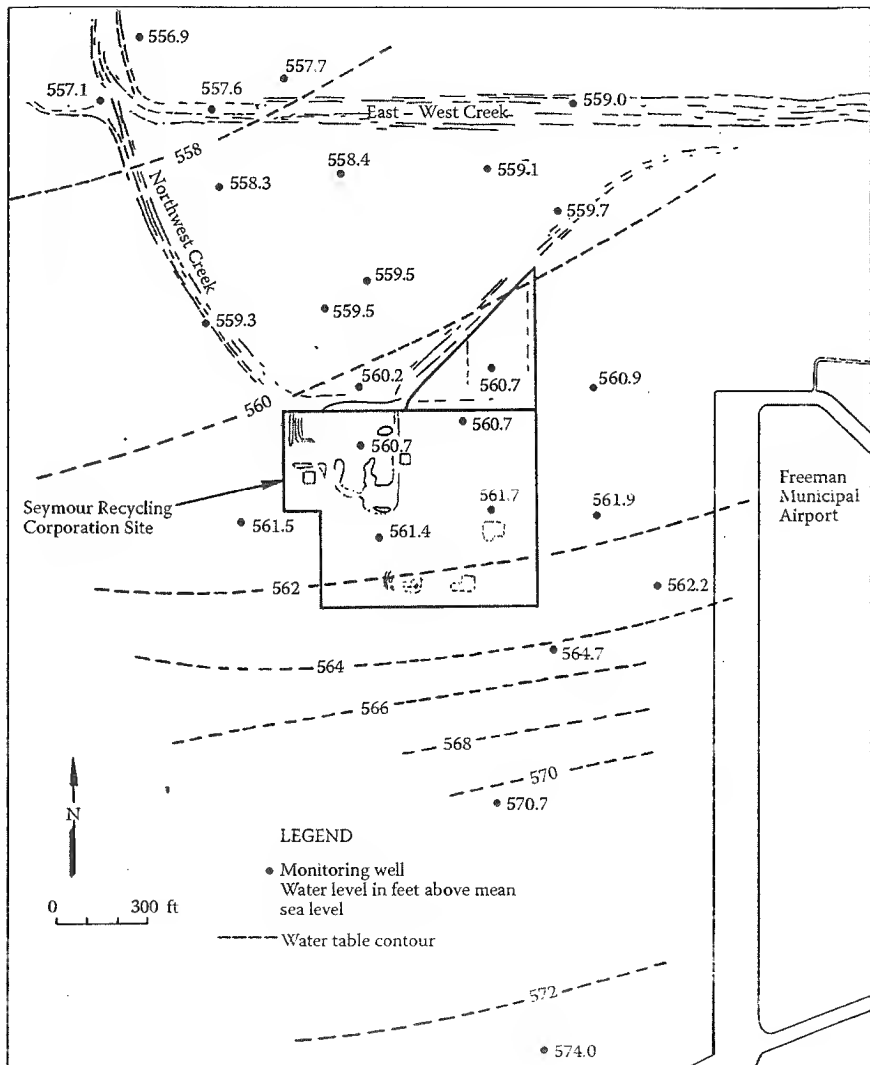 556.9
557.7
557.1
557.6
559.0
East – West Creek
558
558.4
559.1
558.3
Northwest Creek
559.7
559.5
559.5
559.3
560.2
560.7
560.9
560
560.7
560.7
Seymour Recycling
Corporation Site
Freeman
Municipal
Airport
561.7
561.9
561.5
561.4
562
562.2
564
564.7
566
568
570
570.7
N
LEGEND
Monitoring well
Water level in feet above mean
sea level
0 300 ft
Water table contour
572
574.0